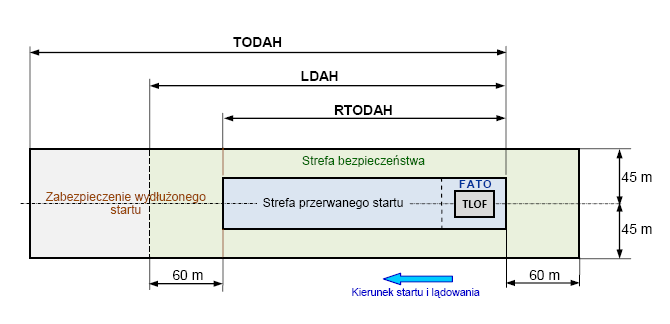 TODAH
LDAH
RTODAH
Strefa bezpieczeństwa
FATO
45 m
Zabezpieczenie wydłużonego
startu
Strefa przerwanego startu
TLOF
45 m
60 m
60 m
Kierunek startu i lądowania